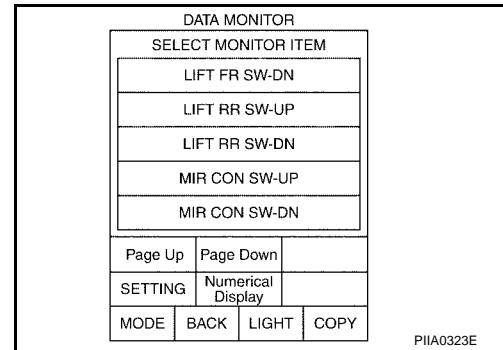 DATA MONITOR
SELECT MONITOR ITEM
LIFT FR SW-DN
LIFT RR SW-UP
LIFT RR SW-DN
MIR CON SW-UP
MIR CON SW-DN
Page Up Page Down
SETTING Numerical
Display
MODE BACK LIGHT COPY
PIIA0323E